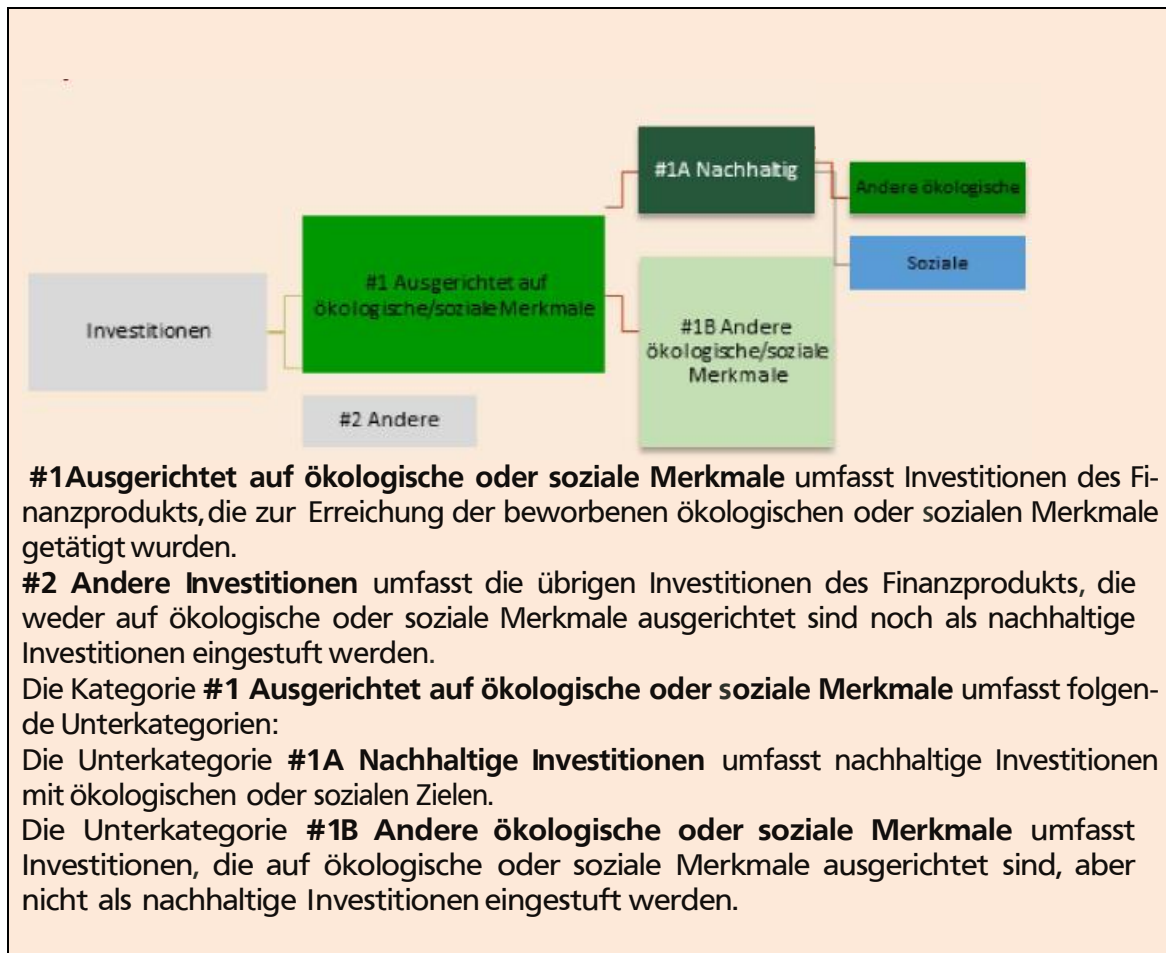 #1A Nachhaltig
Andere ökologische
Soziale
#1 Ausgerichtet auf
ökologische/soziale Merkmale
Investitionen
#1B Andere
ökologische/soziale
Merkmale
#2 Andere
#1Ausgerichtet auf ökologische oder soziale Merkmale umfasst Investitionen des Fi-
nanzprodukts, die zur Erreichung der beworbenen ökologischen oder sozialen Merkmale
getätigt wurden.
#2 Andere Investitionen umfasst die übrigen Investitionen des Finanzprodukts, die
weder auf ökologische oder soziale Merkmale ausgerichtet sind noch als nachhaltige
Investitionen eingestuft werden.
Die Kategorie #1 Ausgerichtet auf ökologische oder soziale Merkmale umfasst folgen-
de Unterkategorien:
Die Unterkategorie #1A Nachhaltige Investitionen umfasst nachhaltige Investitionen
mit ökologischen oder sozialen Zielen.
Die Unterkategorie #1B Andere ökologische oder soziale Merkmale umfasst
Investitionen, die auf ökologische oder soziale Merkmale ausgerichtet sind, aber
nicht als nachhaltige Investitionen eingestuft werden.